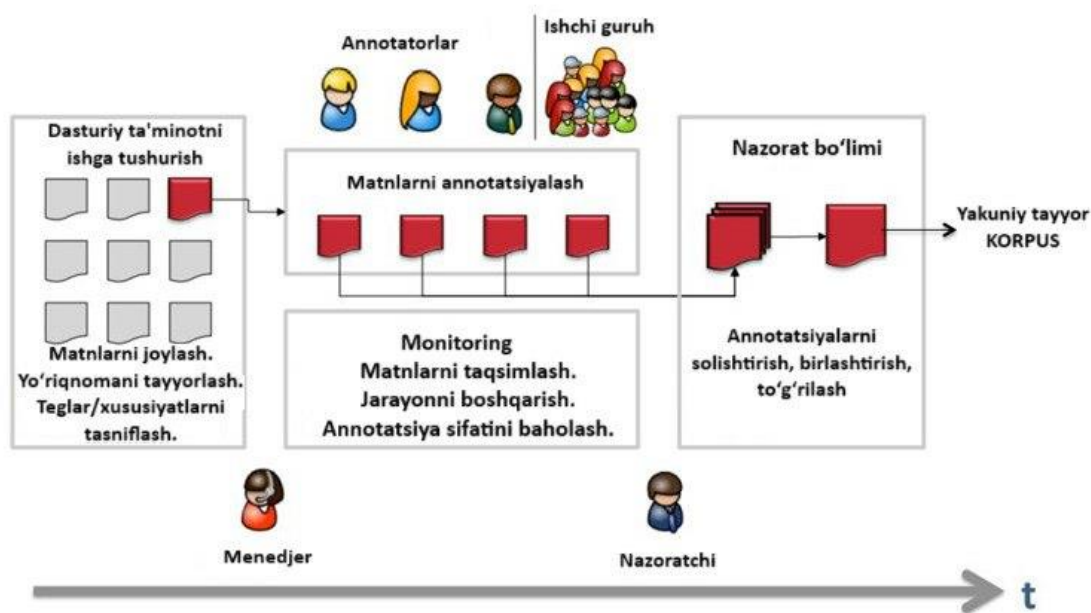 Annotatorlar
Ishchi guruh
Dasturiy ta'minotni
ishga tushurish
Matnlarni joylash.
Yo‘riqnomani tayyorlash.
Teglar/xususiyatlarni
tasniflash.
Matnlarni annotatsiyalash
Monitoring
Matnlarni taqsimlash.
Jarayonni boshqarish.
Annotatsiya sifatini baholash.
Nazorat bo‘limi
Annotatsiyalarni
solishtirish, birlashtirish,
to‘g‘rilash
Yakuniy tayyor
KORPUS
Menedjer
Nazoratchi
t